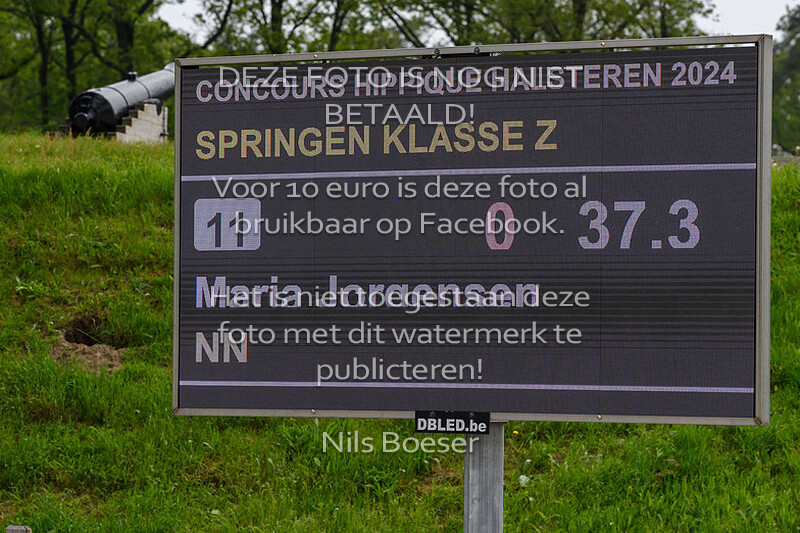 CONCOURS HIPPIQUE HALSTEREN 2024
DEZE FOTO IS NOG NIET
BETAALD!
SPRINGEN KLASSE Z
Voor 10 euro is deze foto al
bruikbaar op Facebook.
11 0 37.3
Maria Jorgensen
Het is niet toegestaan deze
foto met dit watermerk te
publicteren!
NN
DBLED.be
Nils Boeser